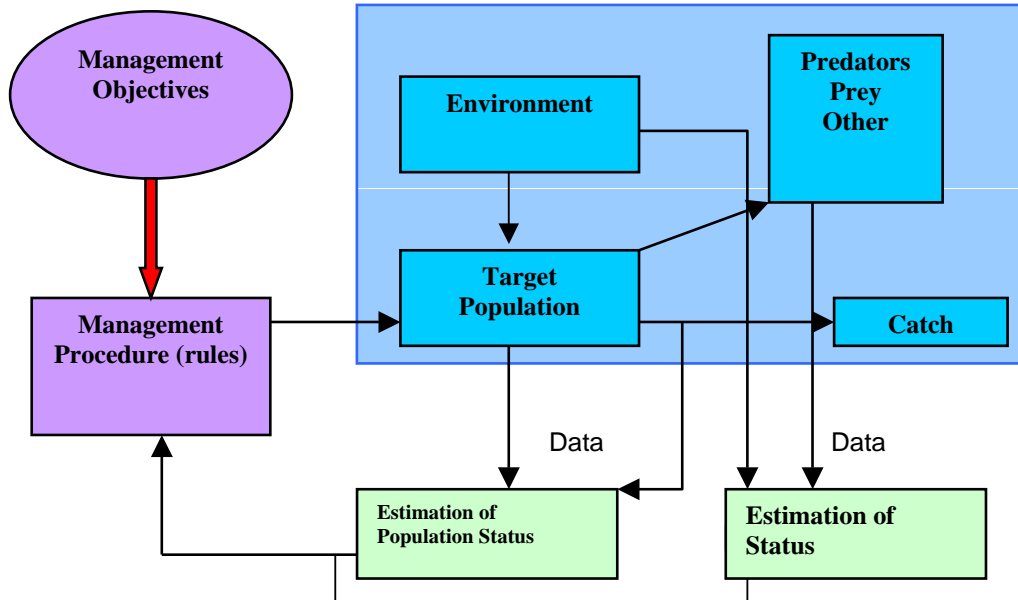 Management
Objectives
Environment
Predators
Prey
Other
Target
Population
Management
Procedure (rules)
Catch
Data
Data
Estimation of
Population Status
Estimation of
Status